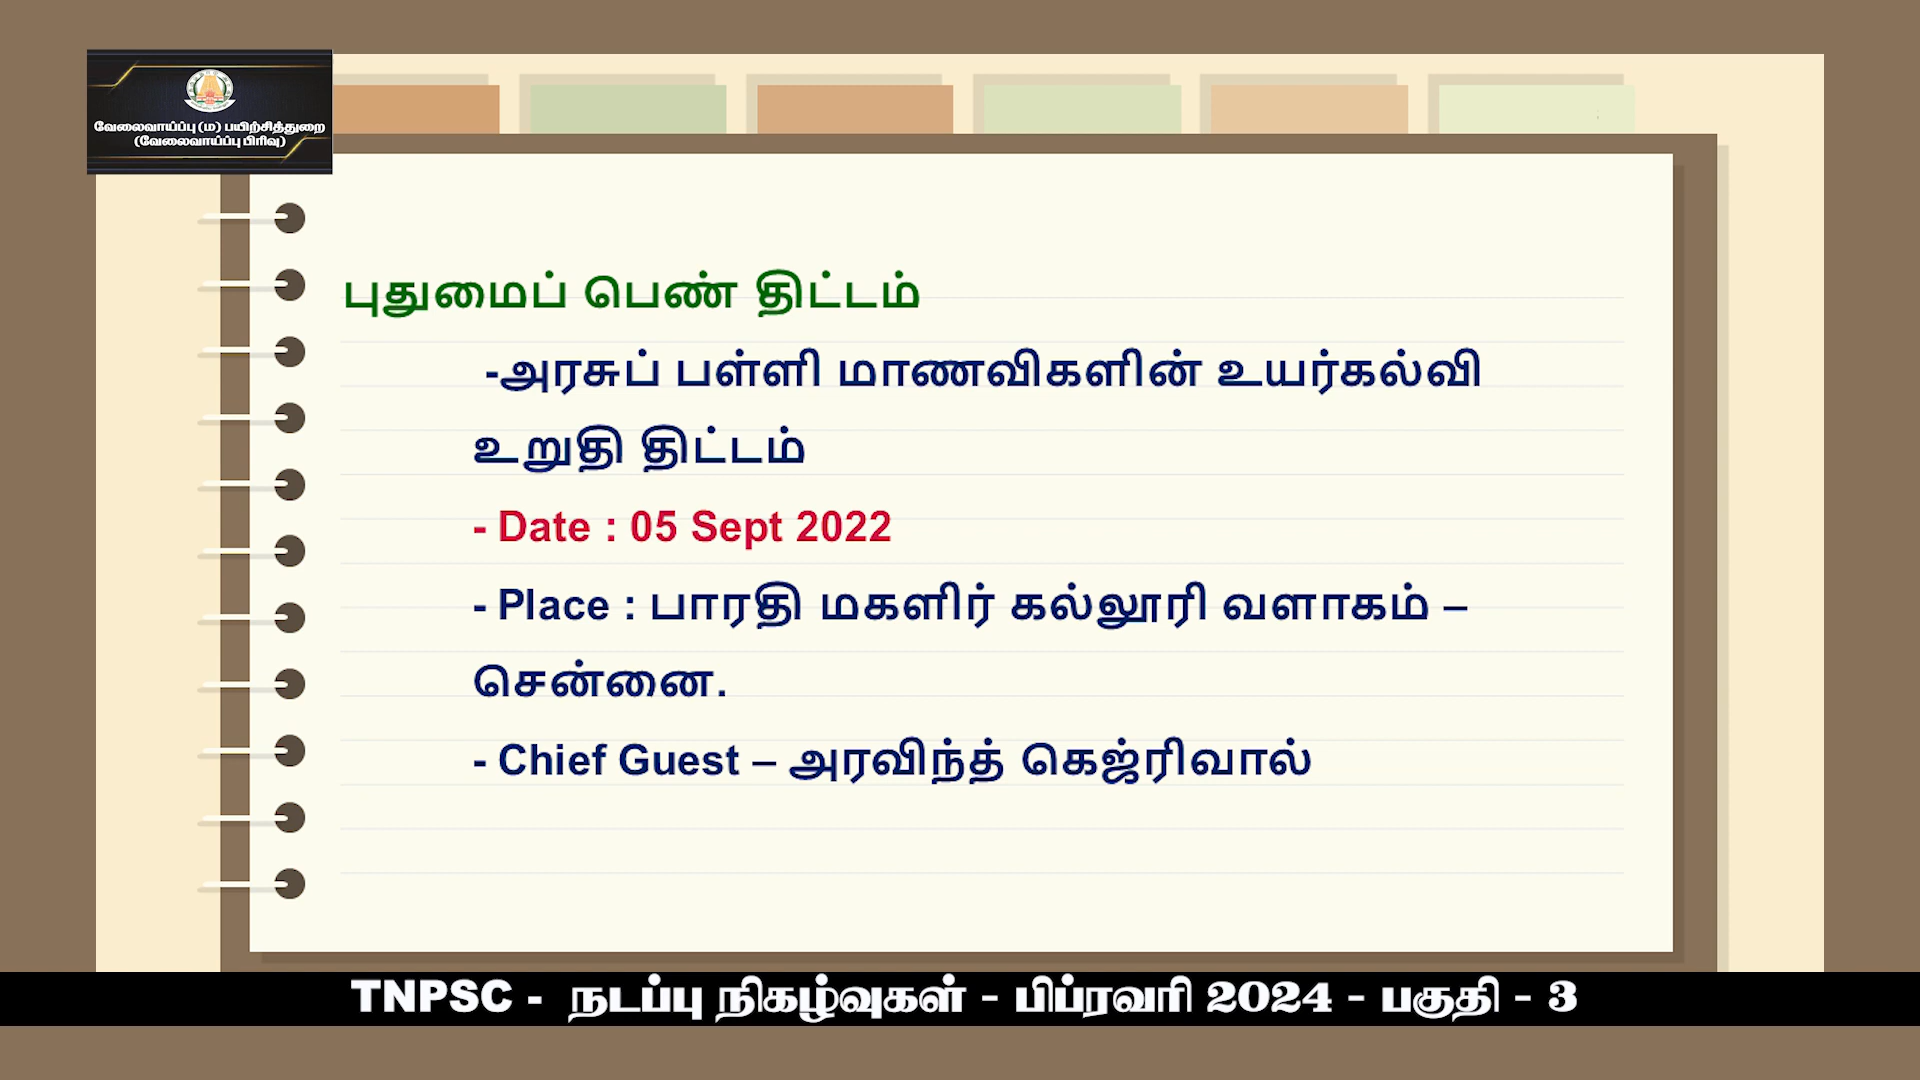 வேலைவாய்ப்பு (ம) பயிற்சித்துறை
(வேலைவாய்ப்பு பிரிவு)
புதுமைப் பெண் திட்டம்
-அரசுப் பள்ளி மாணவிகளின் உயர்கல்வி
உறுதி திட்டம்
- Date : 05 Sept 2022
- Place : பாரதி மகளிர் கல்லூரி வளாகம் –
சென்னை.
- Chief Guest – அரவிந்த் கெஜ்ரிவால்
TNPSC - நடப்பு நிகழ்வுகள் - பிப்ரவரி 2024 - பகுதி - 3